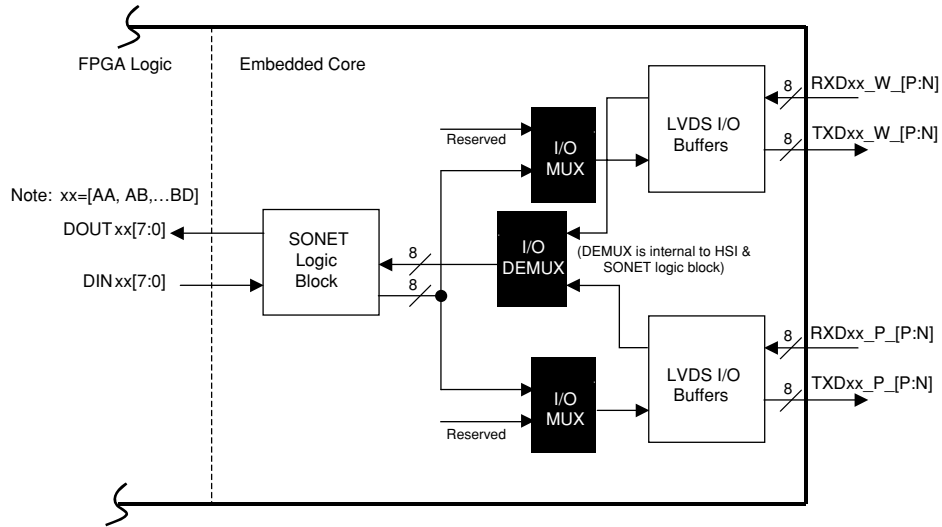 FPGA Logic
Embedded Core
Reserved
I/O
MUX
LVDS I/O
Buffers
8
RXDxx_W_[P:N]
8
TXDxx_W_[P:N]
Note: xx=[AA, AB,...BD]
DOUTxx[7:0]
DINxx[7:0]
SONET
Logic
Block
8
8
I/O
DEMUX
(DEMUX is internal to HSI &
SONET logic block)
Reserved
I/O
MUX
LVDS I/O
Buffers
8
RXDxx_P_[P:N]
8
TXDxx_P_[P:N]